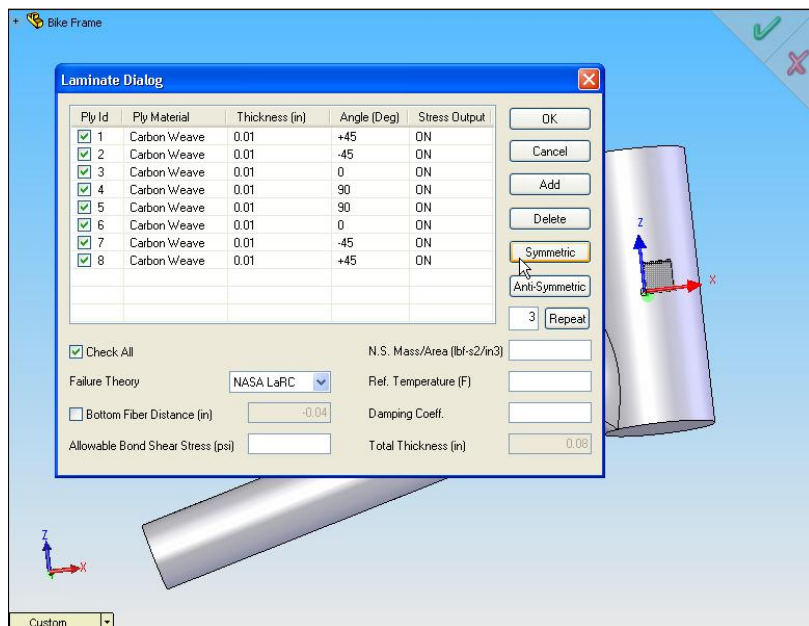 + Bike Frame
Laminate Dialog
Ply Id Ply Material Thickness (in) Angle (Deg) Stress Output
1 Carbon Weave 0.01 +45 ON
2 Carbon Weave 0.01 -45 ON
3 Carbon Weave 0.01 0 ON
4 Carbon Weave 0.01 90 ON
5 Carbon Weave 0.01 90 ON
6 Carbon Weave 0.01 0 ON
7 Carbon Weave 0.01 -45 ON
8 Carbon Weave 0.01 +45 ON
OK
Cancel
Add
Delete
Symmetric
Anti-Symmetric
3 Repeat
Check All
N.S. Mass/Area (lbf-s2/in3)
Failure Theory NASA LaRC
Ref. Temperature (F)
Bottom Fiber Distance (in) -0.04
Damping Coeff.
Allowable Bond Shear Stress (psi)
Total Thickness (in) 0.08
Z
X
Z
X
Custom